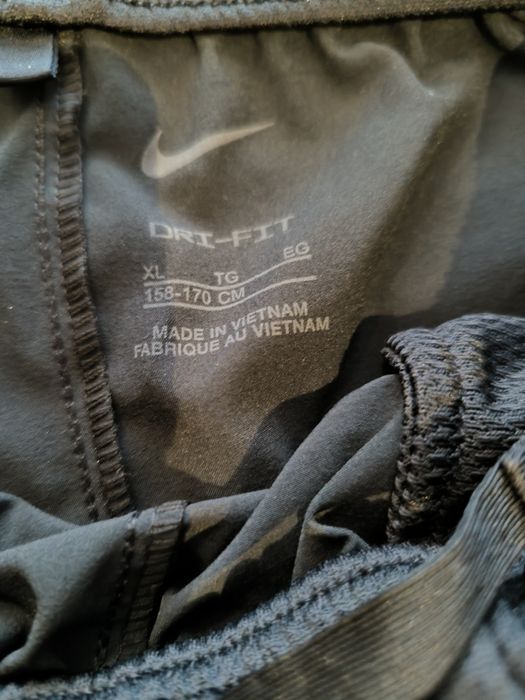 DRI-FIT
XL TG EG
158-170 CM
MADE IN VIETNAM
FABRIQUE AU VIETNAM